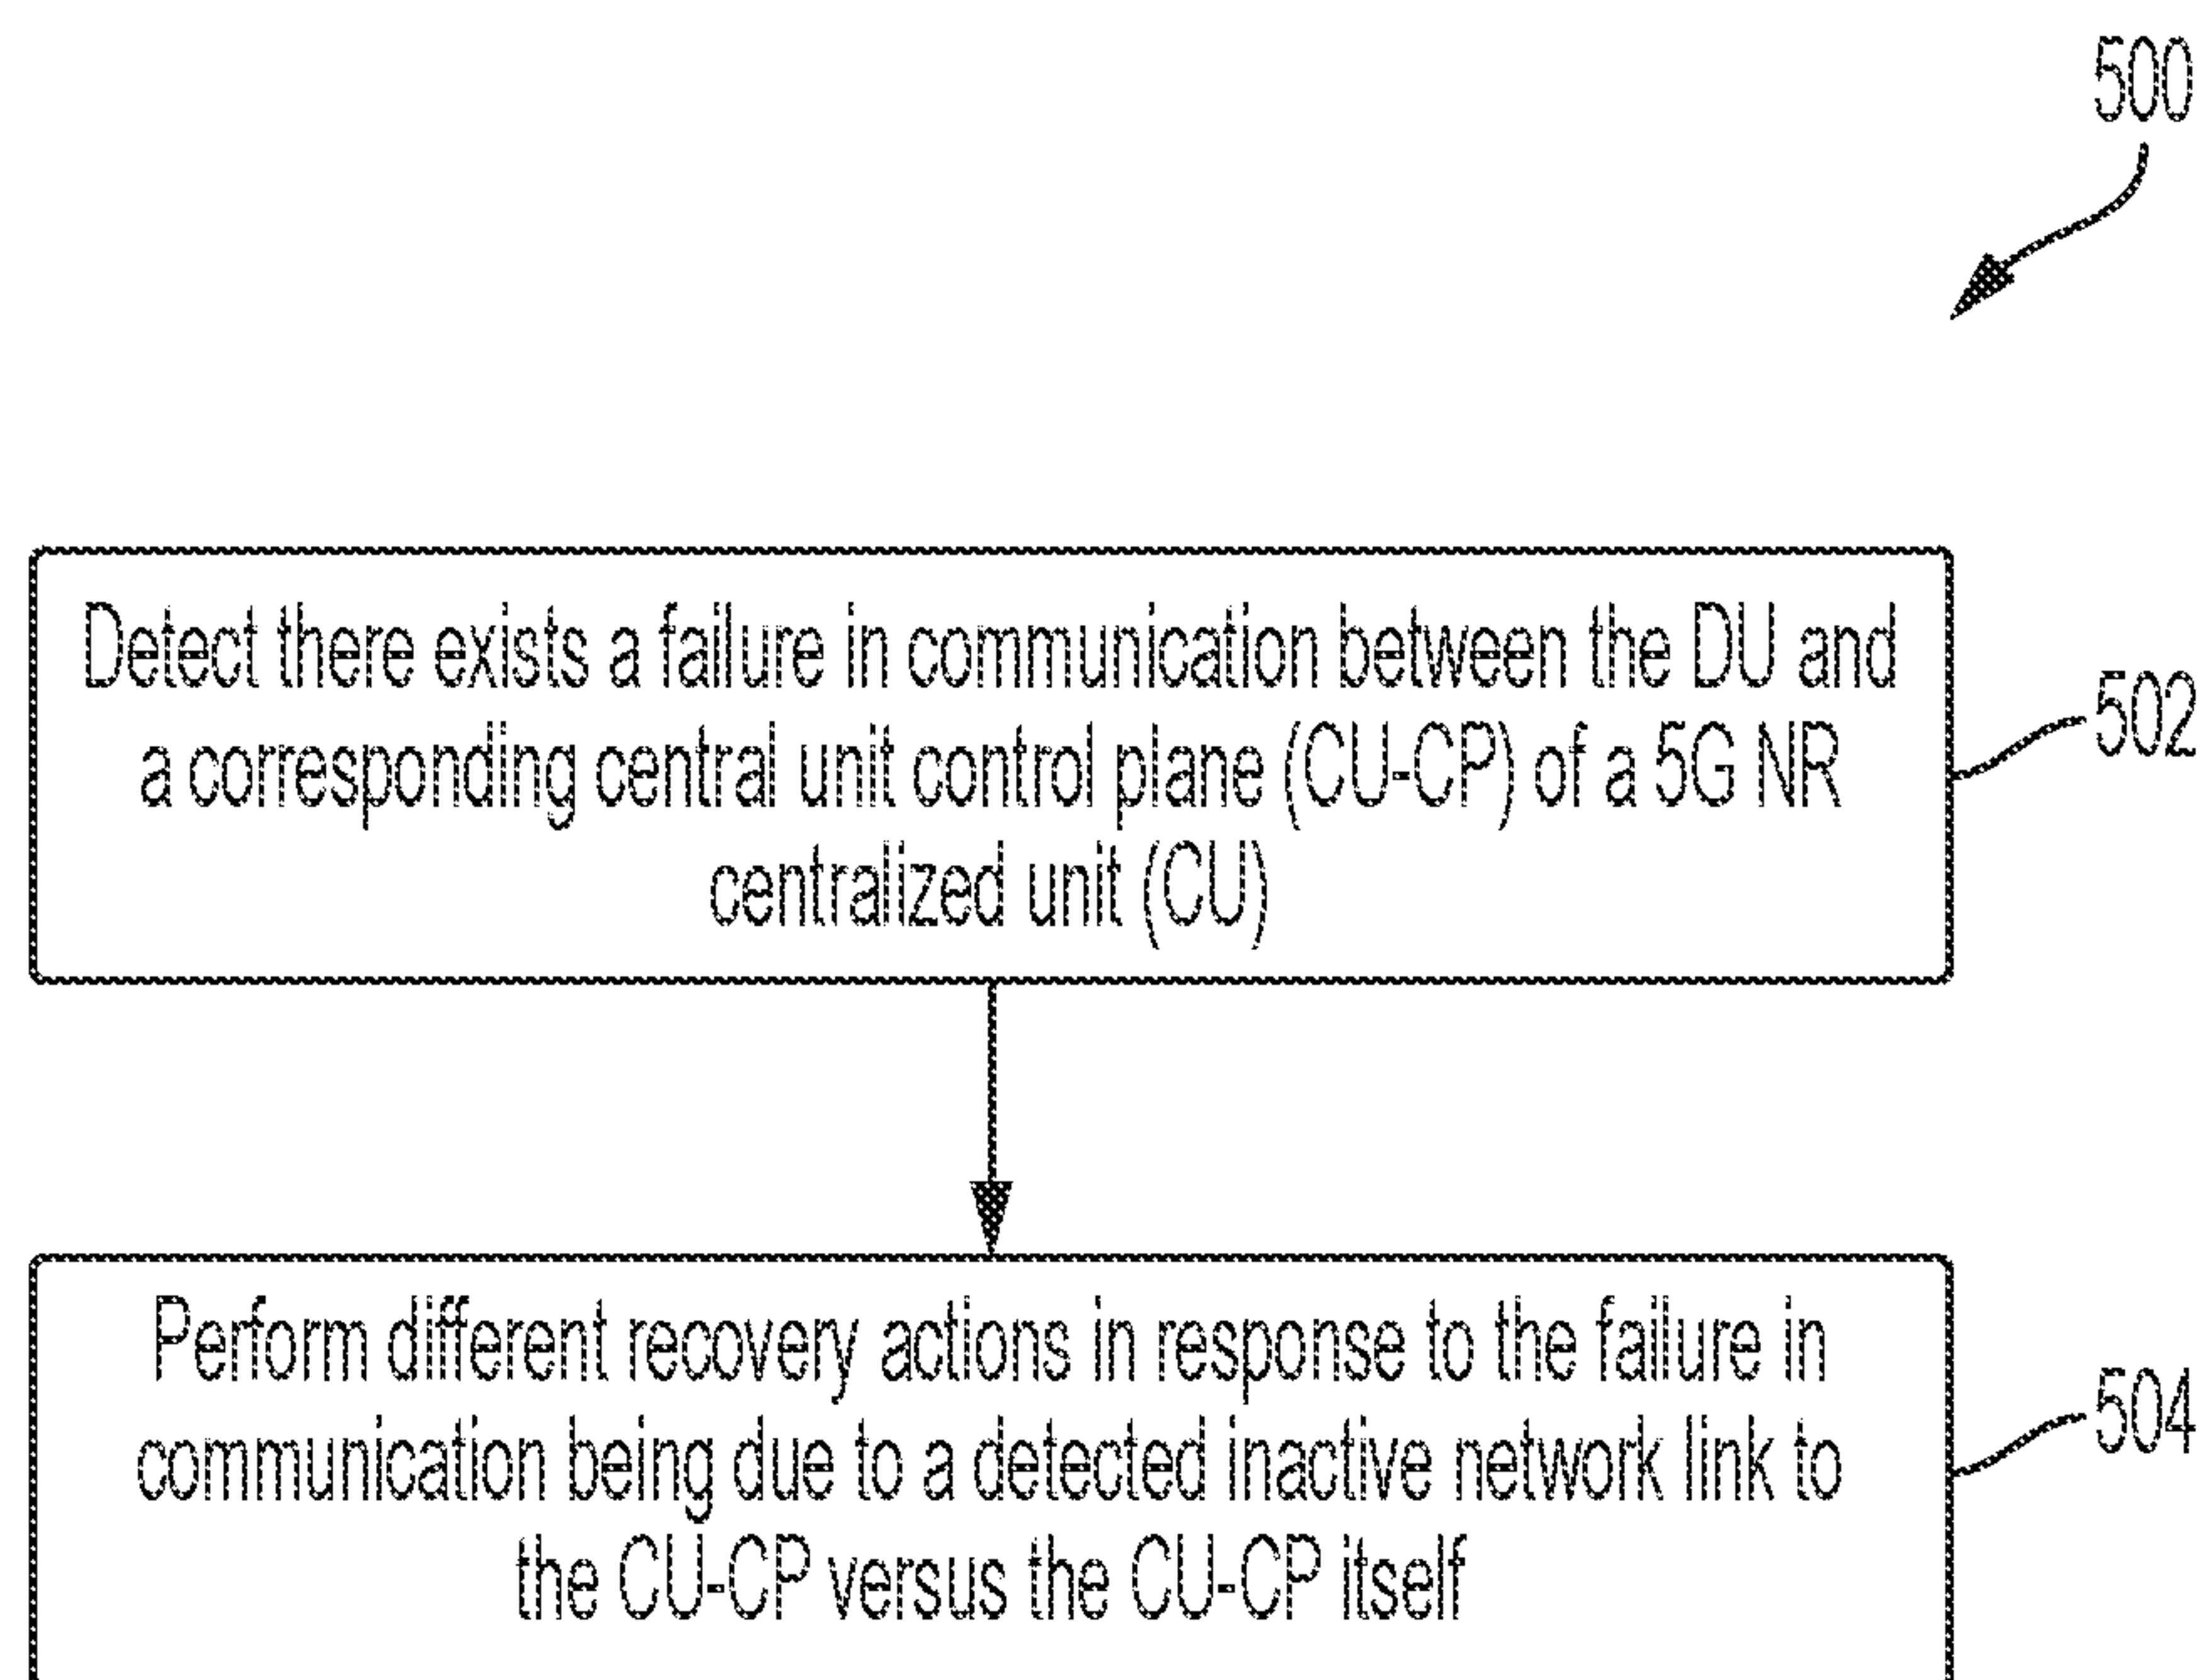 500
Detect there exists a failure in communication between the DU and
a corresponding central unit control plane (CU-CP) of a 5G NR
centralized unit (CU)
502
Perform different recovery actions in response to the failure in
communication being due to a detected inactive network link to
the CU-CP versus the CU-CP itself
504